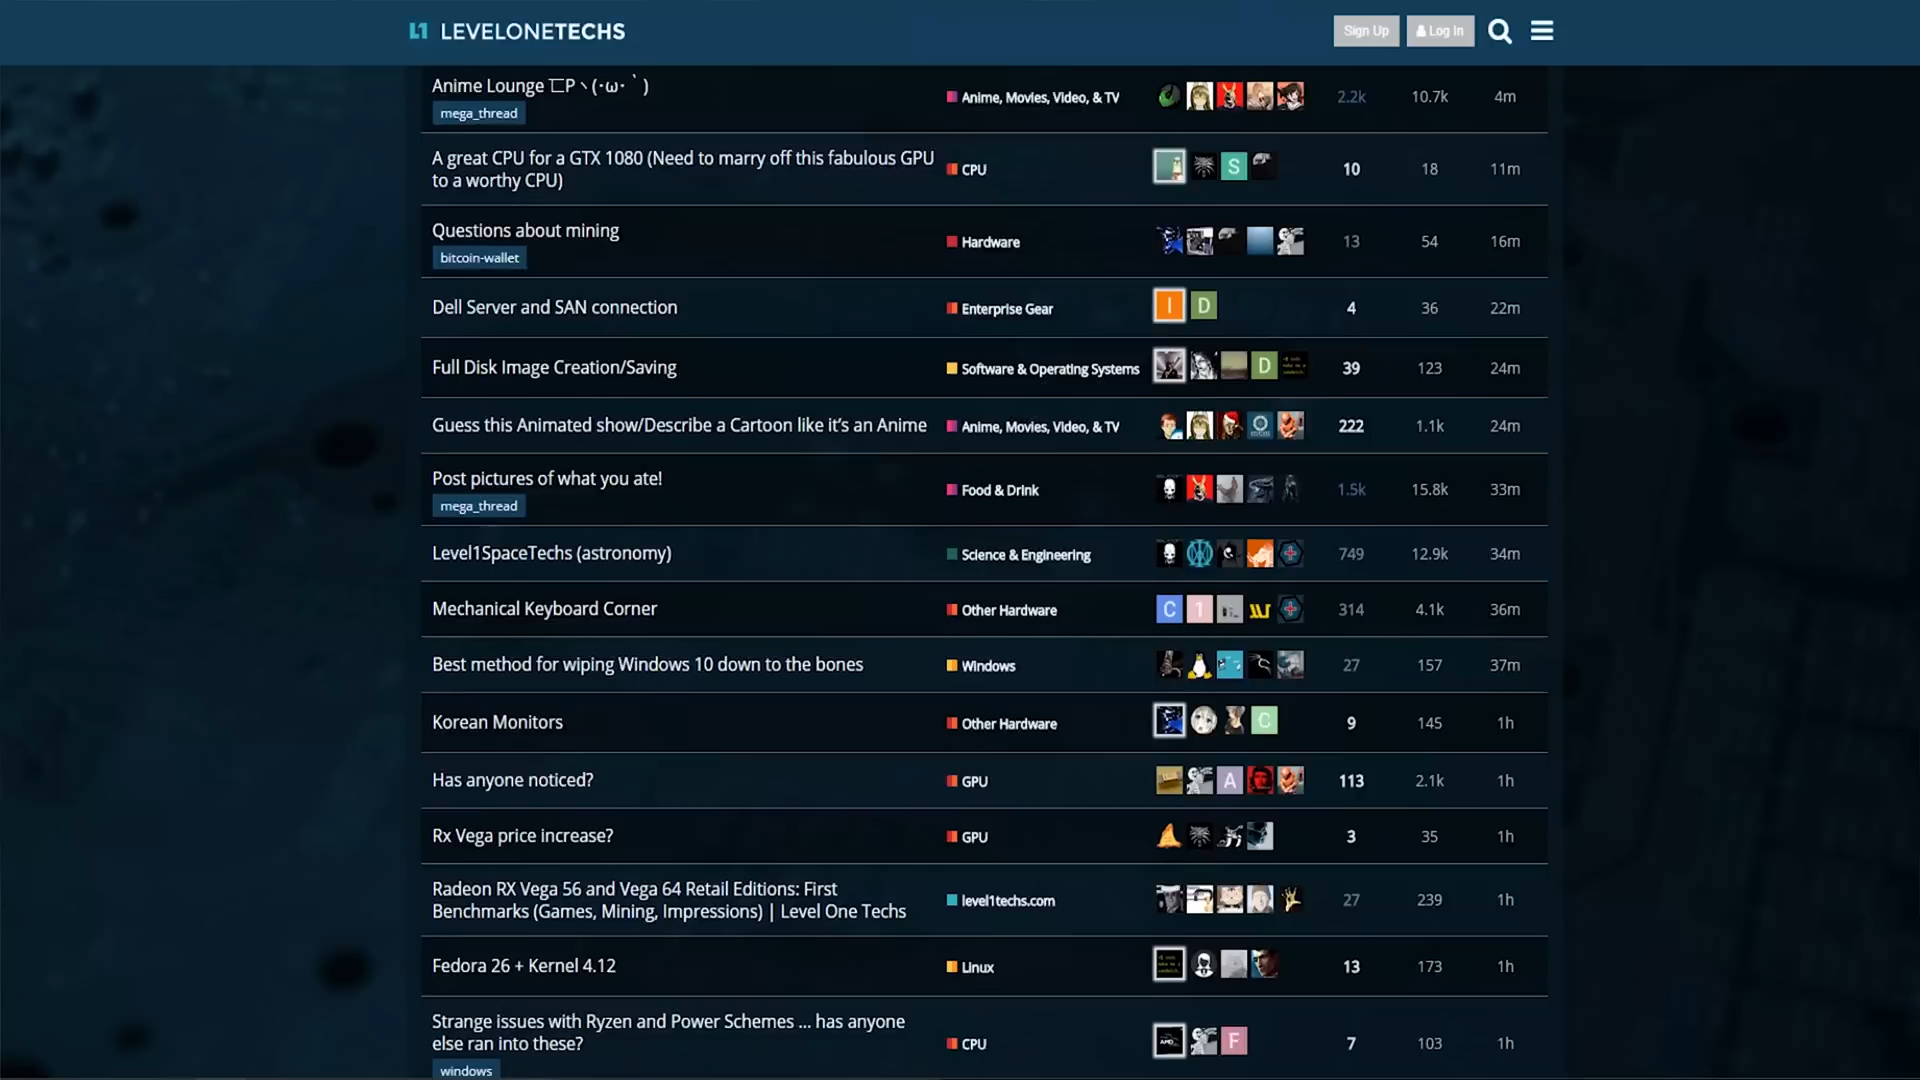 L1 LEVELONETECHS
Sign Up
Log In
Anime Lounge
mega_thread
Anime, Movies, Video, & TV
2.2k
10.7k
4m
A great CPU for a GTX 1080 (Need to marry off this fabulous GPU
to a worthy CPU)
CPU
S
10
18
11m
Questions about mining
bitcoin-wallet
Hardware
13
54
16m
Dell Server and SAN connection
Enterprise Gear
I
D
4
36
22m
Full Disk Image Creation/Saving
Software & Operating Systems
D
39
123
24m
Guess this Animated show/Describe a Cartoon like it's an Anime
Anime, Movies, Video, & TV
222
1.1k
24m
Post pictures of what you ate!
mega_thread
Food & Drink
1.5k
15.8k
33m
Level1SpaceTechs (astronomy)
Science & Engineering
749
12.9k
34m
Mechanical Keyboard Corner
Other Hardware
C
1
314
4.1k
36m
Best method for wiping Windows 10 down to the bones
Windows
27
157
37m
Korean Monitors
Other Hardware
C
9
145
1h
Has anyone noticed?
GPU
A
113
2.1k
1h
Rx Vega price increase?
GPU
3
35
1h
Radeon RX Vega 56 and Vega 64 Retail Editions: First
Benchmarks (Games, Mining, Impressions) | Level One Techs
level1techs.com
27
239
1h
Fedora 26 + Kernel 4.12
Linux
13
173
1h
Strange issues with Ryzen and Power Schemes ... has anyone
else ran into these?
windows
CPU
AMD
F
7
103
1h